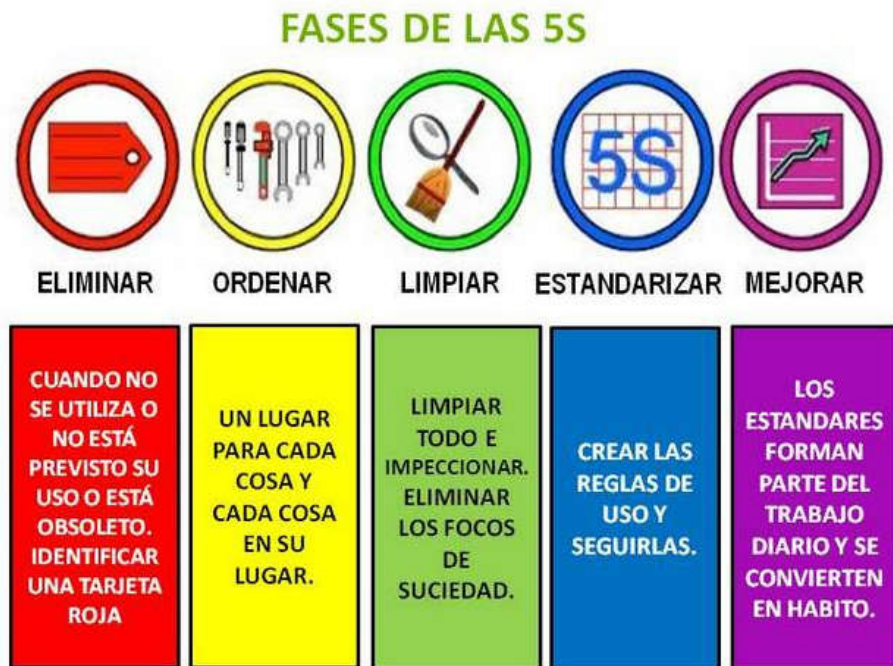 FASES DE LAS 5S
5S
ELIMINAR
ORDENAR
LIMPIAR
ESTANDARIZAR
MEJORAR
CUANDO NO
SE UTILIZA O
NO ESTÁ
PREVISTO SU
USO O ESTÁ
OBSOLETO.
IDENTIFICAR
UNA TARJETA
ROJA
UN LUGAR
PARA CADA
COSA Y
CADA COSA
EN SU
LUGAR.
LIMPIAR
TODO E
IMPECCIONAR.
ELIMINAR
LOS FOCOS
DE
SUCIEDAD.
CREAR LAS
REGLAS DE
USO Y
SEGUIRLAS.
LOS
ESTANDARES
FORMAN
PARTE DEL
TRABAJO
DIARIO Y SE
CONVIERTEN
EN HABITO.